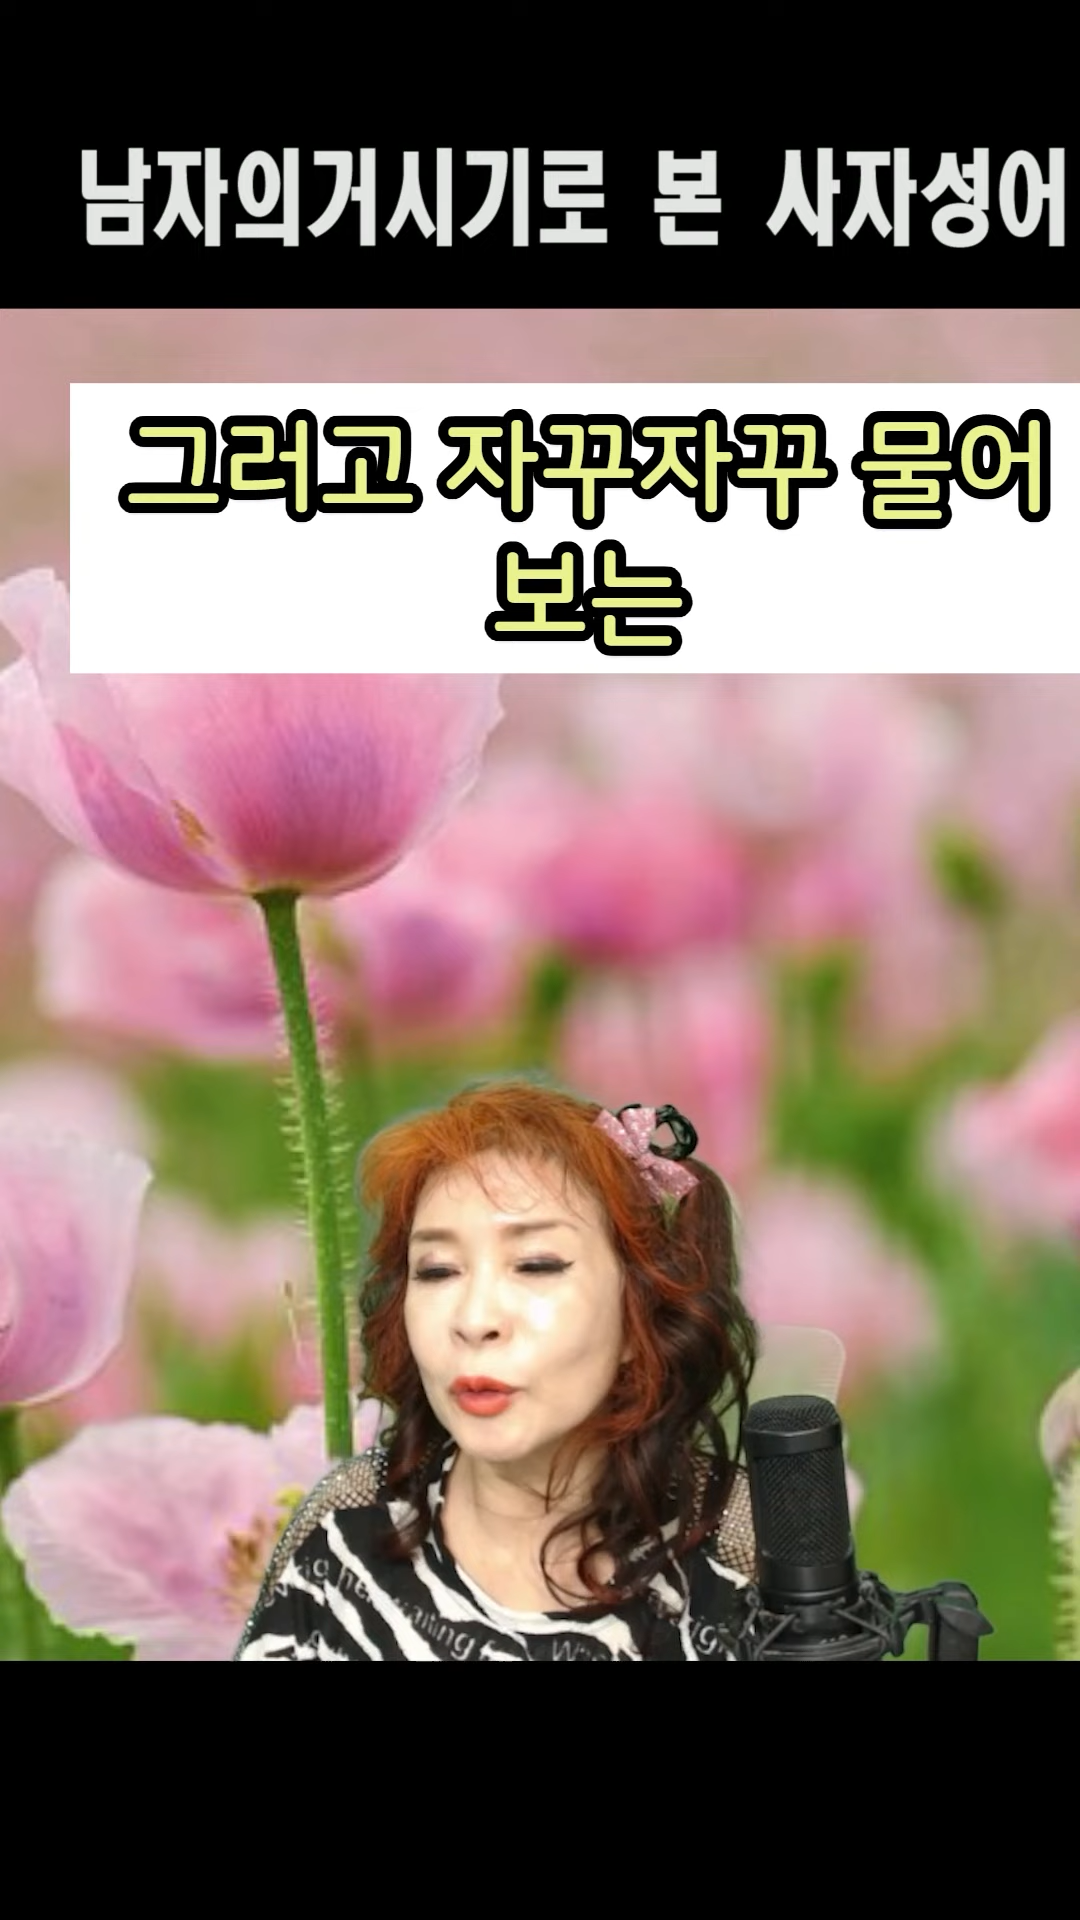 남자의거시기로 본 사자성어
그러고 자꾸자꾸 물어
보는